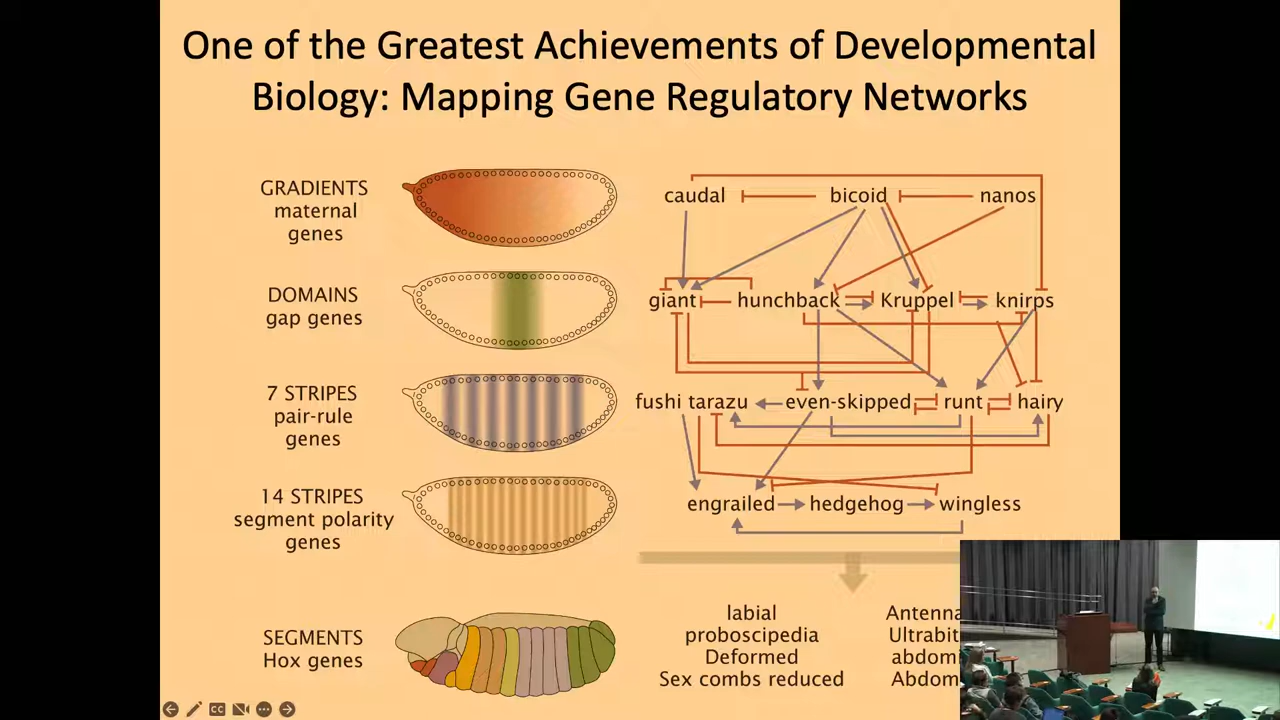 One of the Greatest Achievements of Developmental
Biology: Mapping Gene Regulatory Networks
GRADIENTS
maternal
genes
caudal bicoid nanos
DOMAINS
gap genes
giant hunchback Kruppel knirps
7 STRIPES
pair-rule
genes
fushi tarazu even-skipped runt hairy
14 STRIPES
segment polarity
genes
engrailed hedgehog wingless
SEGMENTS
Hox genes
labial
proboscipedia
Deformed
Sex combs reduced
Antenna
Ultrabit
abdom
Abdom
CC